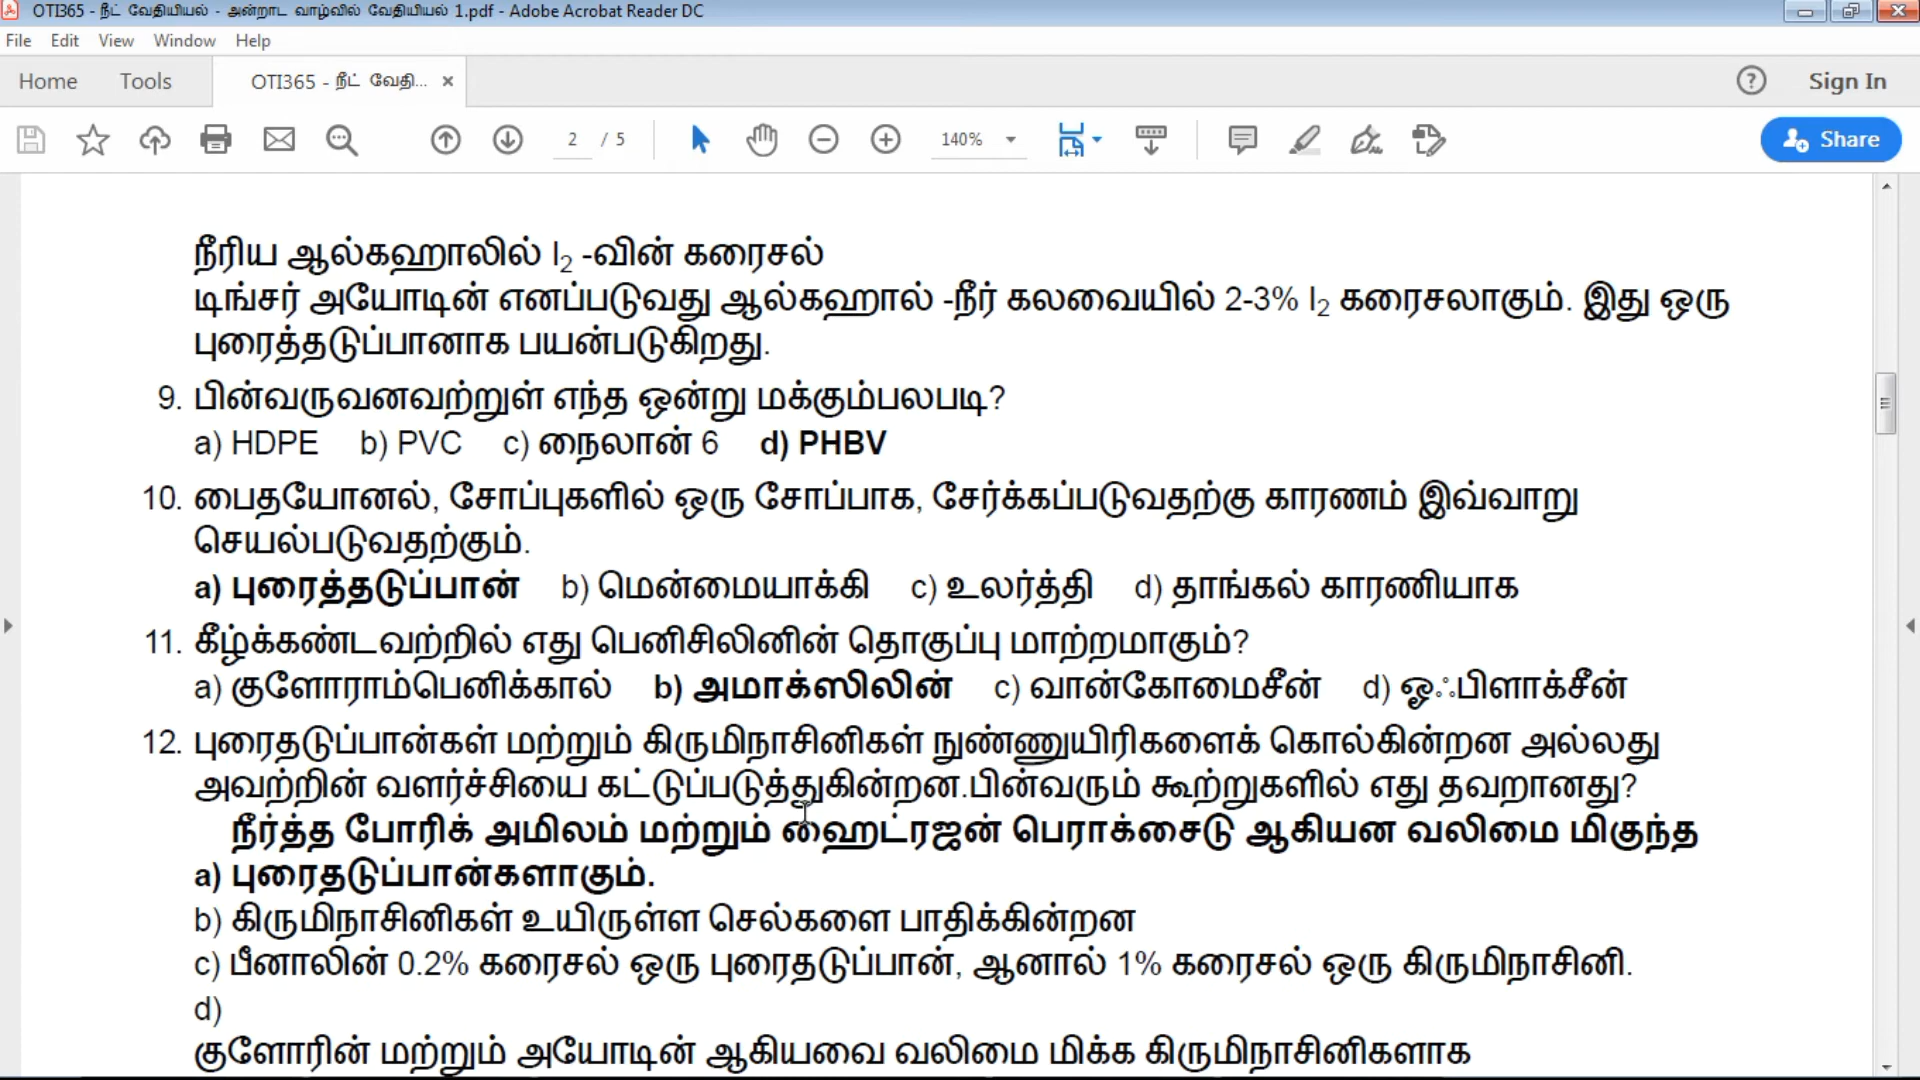 OTI365 - நீட் வேதியியல் - அன்றாட வாழ்வில் வேதியியல் 1.pdf - Adobe Acrobat Reader DC
File Edit View Window Help
Home Tools OTI365 - நீட் வேதி... × ? Sign In
2 / 5 140% Share
நீரிய ஆல்கஹாலில் I₂ -வின் கரைசல்
டிங்சர் அயோடின் எனப்படுவது ஆல்கஹால் -நீர் கலவையில் 2-3% I₂ கரைசலாகும். இது ஒரு
புரைத்தடுப்பானாக பயன்படுகிறது.
9. பின்வருவனவற்றுள் எந்த ஒன்று மக்கும்பலபடி?
a) HDPE b) PVC c) நைலான் 6 d) PHBV
10. பைதயோனல், சோப்புகளில் ஒரு சோப்பாக, சேர்க்கப்படுவதற்கு காரணம் இவ்வாறு
செயல்படுவதற்கும்.
a) புரைத்தடுப்பான் b) மென்மையாக்கி c) உலர்த்தி d) தாங்கல் காரணியாக
11. கீழ்க்கண்டவற்றில் எது பெனிசிலினின் தொகுப்பு மாற்றமாகும்?
a) குளோராம்பெனிக்கால் b) அமாக்ஸிலின் c) வான்கோமைசீன் d) ஓஃபிளாக்சீன்
12. புரைதடுப்பான்கள் மற்றும் கிருமிநாசினிகள் நுண்ணுயிரிகளைக் கொல்கின்றன அல்லது
அவற்றின் வளர்ச்சியை கட்டுப்படுத்துகின்றன.பின்வரும் கூற்றுகளில் எது தவறானது?
நீர்த்த போரிக் அமிலம் மற்றும் ஹைட்ரஜன் பெராக்சைடு ஆகியன வலிமை மிகுந்த
a) புரைதடுப்பான்களாகும்.
b) கிருமிநாசினிகள் உயிருள்ள செல்களை பாதிக்கின்றன
c) பீனாலின் 0.2% கரைசல் ஒரு புரைதடுப்பான், ஆனால் 1% கரைசல் ஒரு கிருமிநாசினி.
d)
குளோரின் மற்றும் அயோடின் ஆகியவை வலிமை மிக்க கிருமிநாசினிகளாக